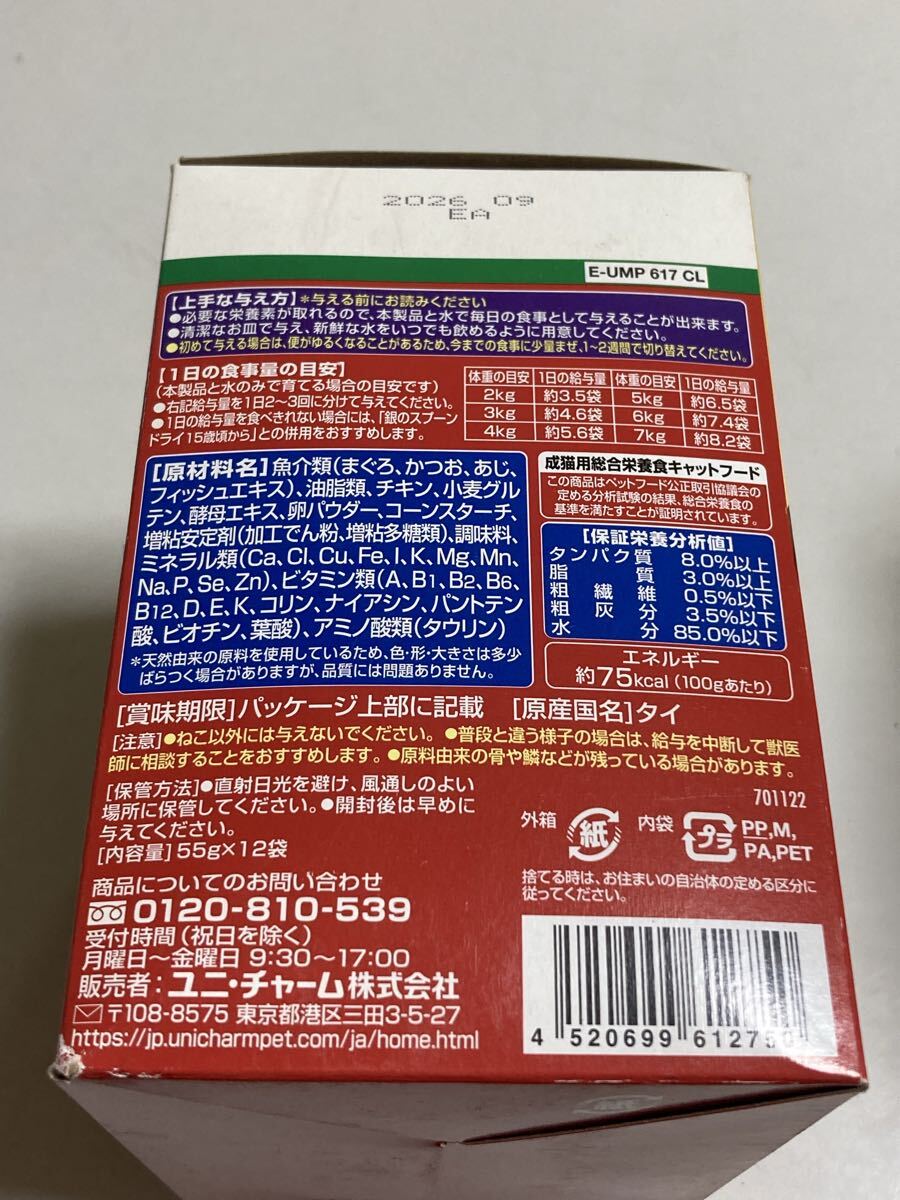 2026 09
EA
E-UMP 617 CL
【上手な与え方】*与える前にお読みください
●必要な栄養素が取れるので、本製品と水で毎日の食事として与えることが出来ます。
●清潔なお皿で与え、新鮮な水をいつでも飲めるように用意してください。
●初めて与える場合は、便がゆるくなることがあるため、今までの食事に少量まぜ、1~2週間で切り替えてください。
【1日の食事量の目安】
(本製品と水のみで育てる場合の目安です)
●右記給与量を1日2~3回に分けて与えてください。
●1日の給与量を食べきれない場合には、「銀のスプーン
ドライ15歳頃から」との併用をおすすめします。
体重の目安 1日の給与量 体重の目安 1日の給与量
2kg 約3.5袋 5kg 約6.5袋
3kg 約4.6袋 6kg 約7.4袋
4kg 約5.6袋 7kg 約8.2袋
【原材料名】魚介類(まぐろ、かつお、あじ、
フィッシュエキス)、油脂類、チキン、小麦グル
テン、酵母エキス、卵パウダー、コーンスターチ、
増粘安定剤(加工でん粉、増粘多糖類)、調味料、
ミネラル類(Ca, Cl, Cu, Fe, I, K, Mg, Mn,
Na, P, Se, Zn)、ビタミン類(A, B1, B2, B6,
B12, D, E, K、コリン、ナイアシン、パントテン
酸、ビオチン、葉酸)、アミノ酸類(タウリン)
*天然由来の原料を使用しているため、色・形・大きさは多少
ばらつく場合がありますが、品質には問題ありません。
成猫用総合栄養食キャットフード
この商品はペットフード公正取引協議会の
定める分析試験の結果、総合栄養食の
基準を満たすことが証明されています。
【保証栄養分析値】
タンパク質 8.0%以上
脂質 3.0%以上
粗繊維 0.5%以下
粗灰分 3.5%以下
水分 85.0%以下
エネルギー
約75kcal(100gあたり)
[賞味期限]パッケージ上部に記載 [原産国名]タイ
[注意]●ねこ以外には与えないでください。●普段と違う様子の場合は、給与を中断して獣医
師に相談することをおすすめします。●原料由来の骨や鱗などが残っている場合があります。
[保管方法]●直射日光を避け、風通しのよい
場所に保管してください。●開封後は早めに
与えてください。
[内容量]55g×12袋
701122
外箱 紙 内袋 プラ PP,M,
PA,PET
捨てる時は、お住まいの自治体の定める区分に
従ってください。
商品についてのお問い合わせ
0120-810-539
受付時間(祝日を除く)
月曜日~金曜日 9:30~17:00
販売者:ユニ・チャーム株式会社
〒108-8575 東京都港区三田3-5-27
https://jp.unicharmpet.com/ja/home.html
4 520699 612750
紙